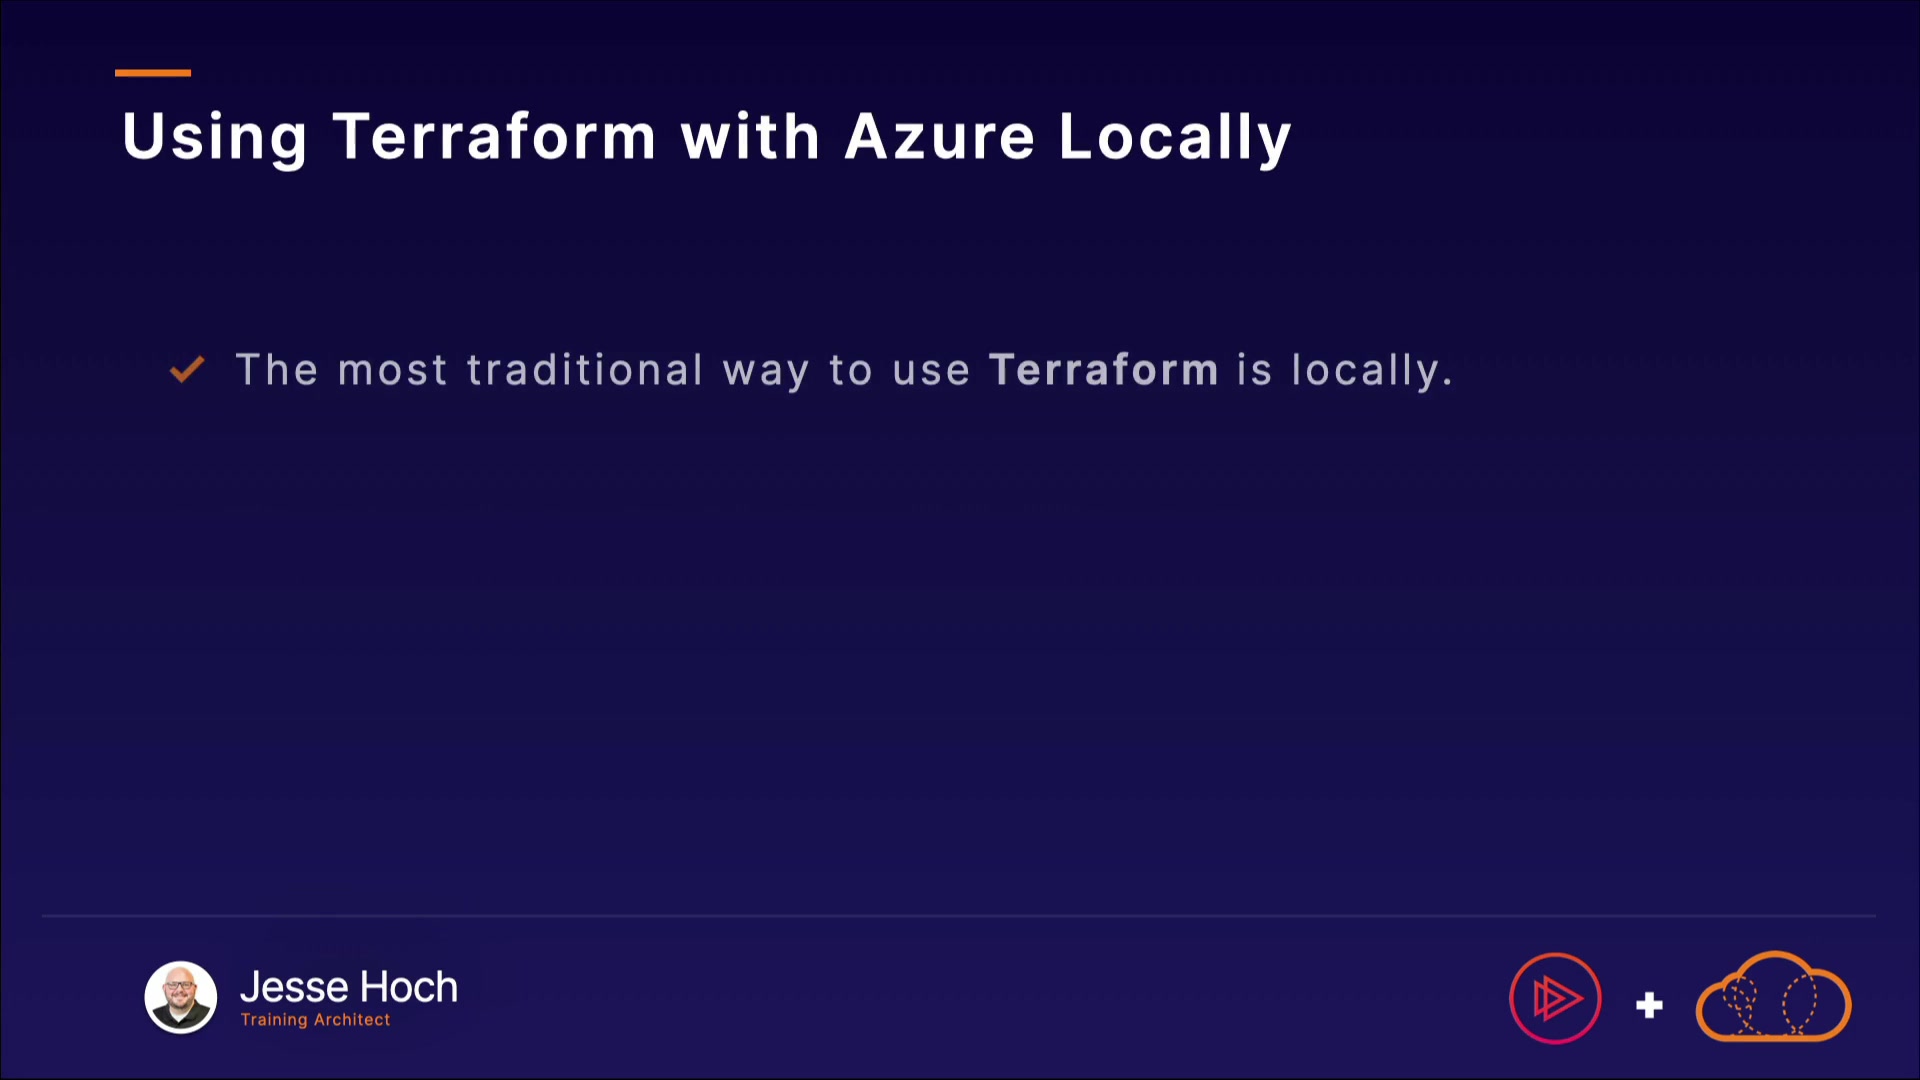 Using Terraform with Azure Locally
The most traditional way to use Terraform is locally.
Jesse Hoch
Training Architect